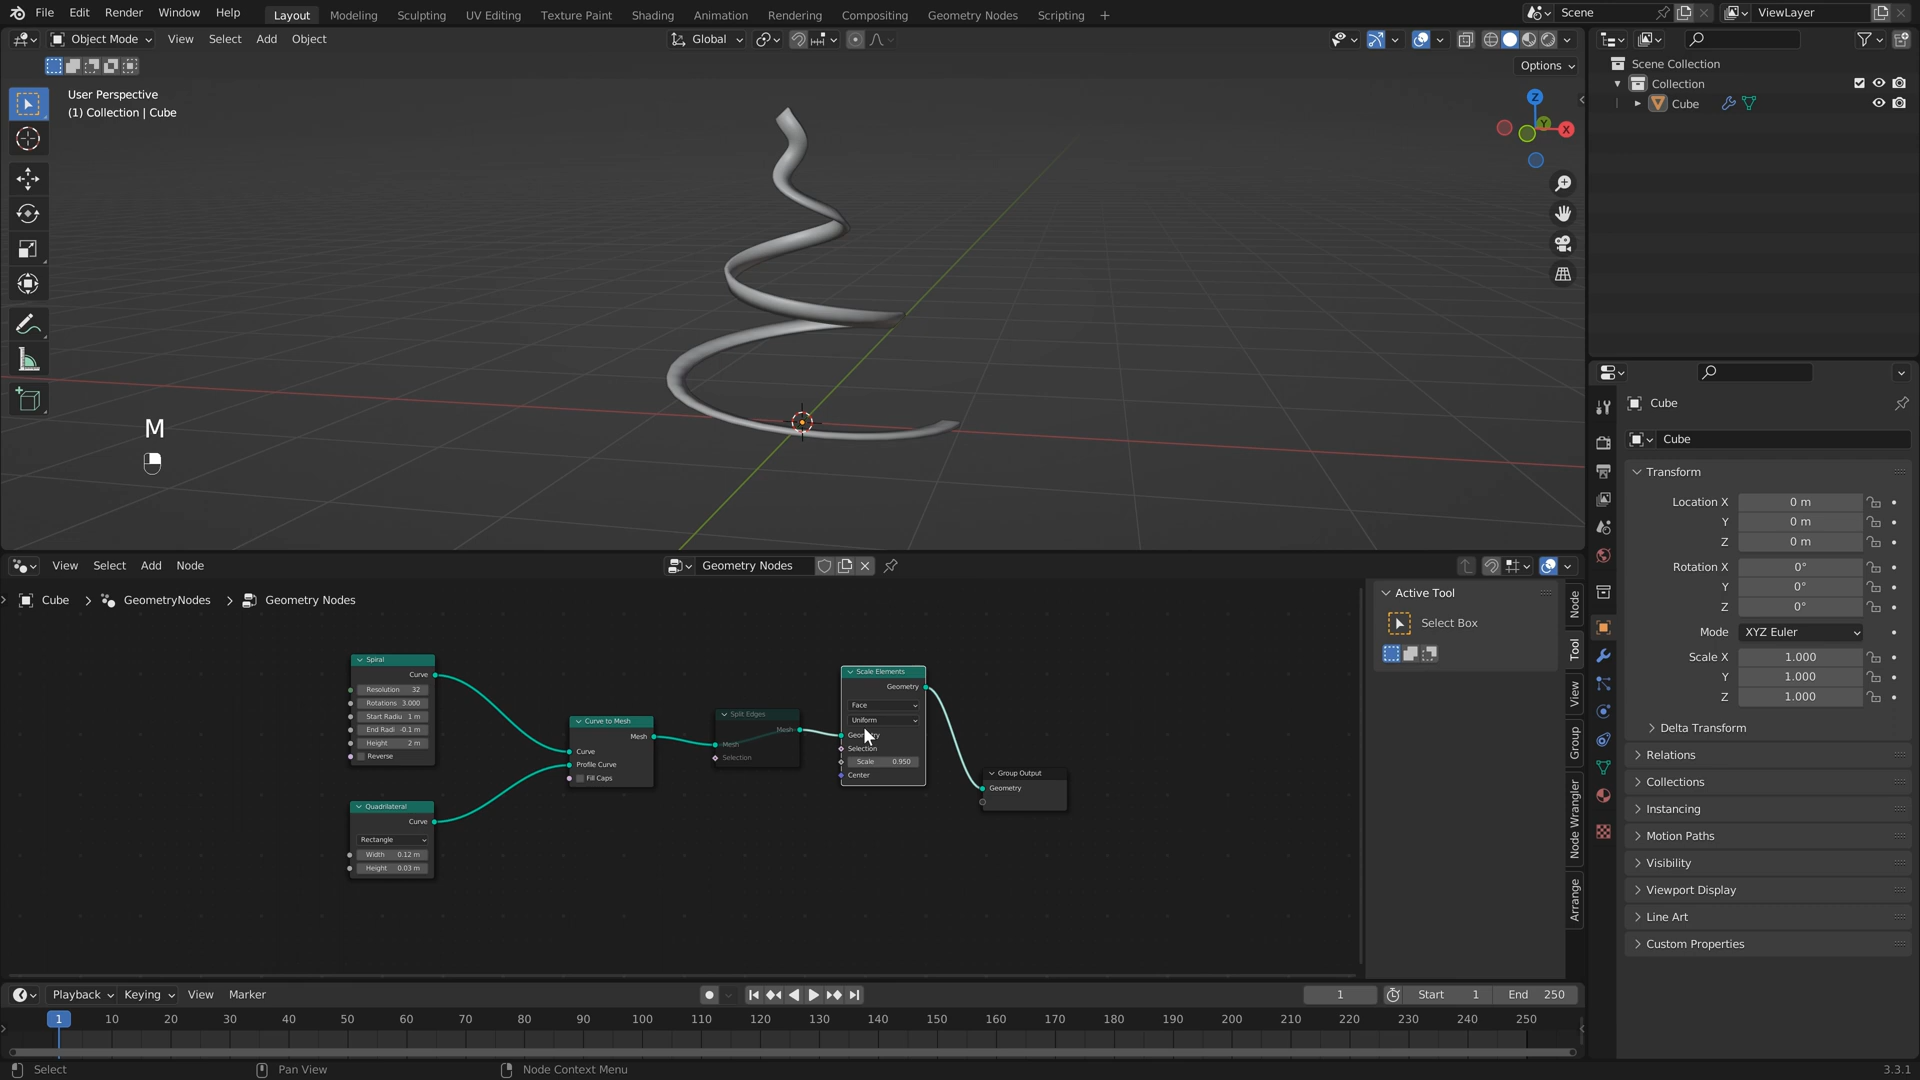 File Edit Render Window Help
Layout Modeling Sculpting UV Editing Texture Paint Shading Animation Rendering Compositing Geometry Nodes Scripting +
Scene
ViewLayer
Object Mode View Select Add Object
Global
Options
User Perspective
(1) Collection | Cube
Z
Y
X
M
Scene Collection
Collection
Cube
Cube
Cube
Transform
Location X 0 m
Y 0 m
Z 0 m
Rotation X 0°
Y 0°
Z 0°
Mode XYZ Euler
Scale X 1.000
Y 1.000
Z 1.000
Delta Transform
Relations
Collections
Instancing
Motion Paths
Visibility
Viewport Display
Line Art
Custom Properties
View Select Add Node
Geometry Nodes
Cube > GeometryNodes > Geometry Nodes
Spiral
Curve
Resolution 32
Rotations 3.000
Start Radiu 1 m
End Radi -0.1 m
Height 2 m
Reverse
Quadrilateral
Curve
Rectangle
Width 0.12 m
Height 0.03 m
Curve to Mesh
Mesh
Curve
Profile Curve
Fill Caps
Split Edges
Mesh
Mesh
Selection
Scale Elements
Geometry
Face
Uniform
Geometry
Selection
Scale 0.950
Center
Group Output
Geometry
Active Tool
Select Box
Node
Tool
View
Group
Node Wrangler
Arrange
Playback Keying View Marker
1
Start 1
End 250
1 10 20 30 40 50 60 70 80 90 100 110 120 130 140 150 160 170 180 190 200 210 220 230 240 250
Select
Pan View
Node Context Menu
3.3.1